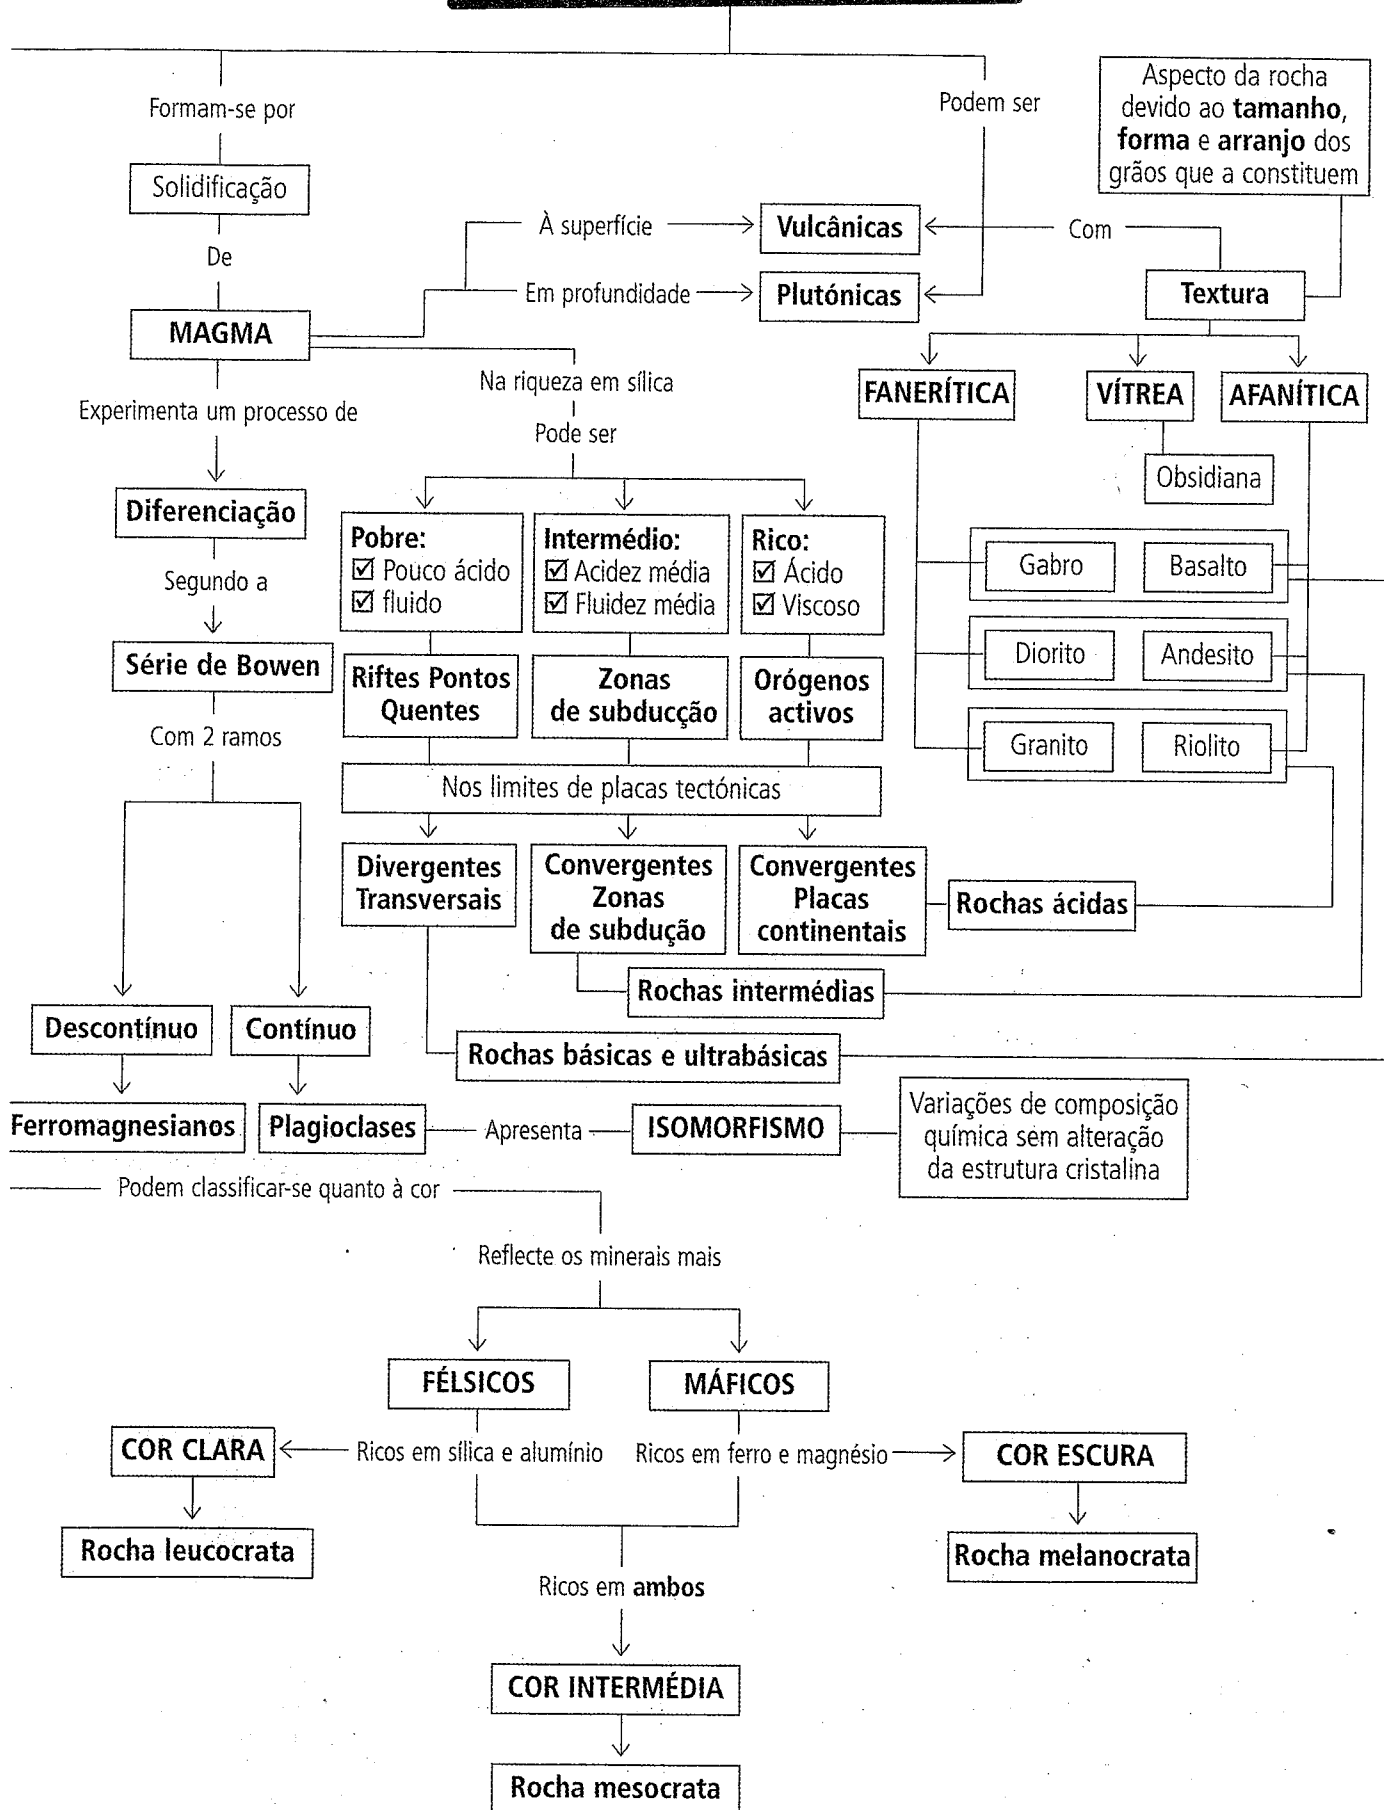 Formam-se por
Podem ser
Aspecto da rocha
devido ao tamanho,
forma e arranjo dos
grãos que a constituem
Solidificação
De
À superfície
Vulcânicas
Com
Em profundidade
Plutónicas
Textura
MAGMA
Na riqueza em sílica
Pode ser
FANERÍTICA
VÍTREA
AFANÍTICA
Experimenta um processo de
Obsidiana
Diferenciação
Pobre:
Pouco ácido
fluido
Intermédio:
Acidez média
Fluidez média
Rico:
Ácido
Viscoso
Gabro
Basalto
Segundo a
Série de Bowen
Diorito
Andesito
Riftes Pontos
Quentes
Zonas
de subducção
Orógenos
activos
Com 2 ramos
Granito
Riolito
Nos limites de placas tectónicas
Divergentes
Transversais
Convergentes
Zonas
de subdução
Convergentes
Placas
continentais
Rochas ácidas
Rochas intermédias
Descontínuo
Contínuo
Rochas básicas e ultrabásicas
Ferromagnesianos
Plagioclases
Apresenta
ISOMORFISMO
Variações de composição
química sem alteração
da estrutura cristalina
Podem classificar-se quanto à cor
Reflecte os minerais mais
FÉLSICOS
MÁFICOS
COR CLARA
Ricos em sílica e alumínio
Ricos em ferro e magnésio
COR ESCURA
Rocha leucocrata
Rocha melanocrata
Ricos em ambos
COR INTERMÉDIA
Rocha mesocrata